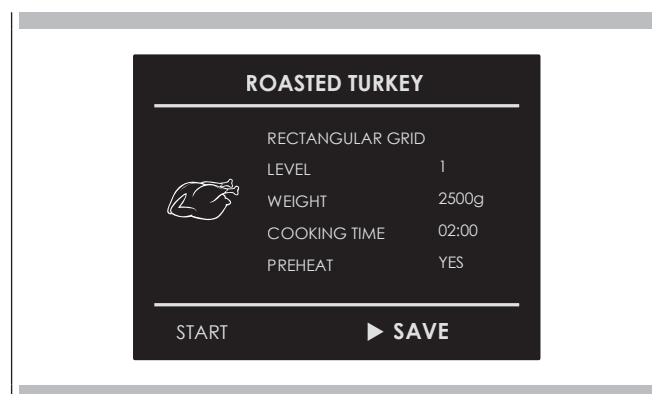 ROASTED TURKEY
RECTANGULAR GRID
LEVEL 1
WEIGHT 2500g
COOKING TIME 02:00
PREHEAT YES
START ▶ SAVE